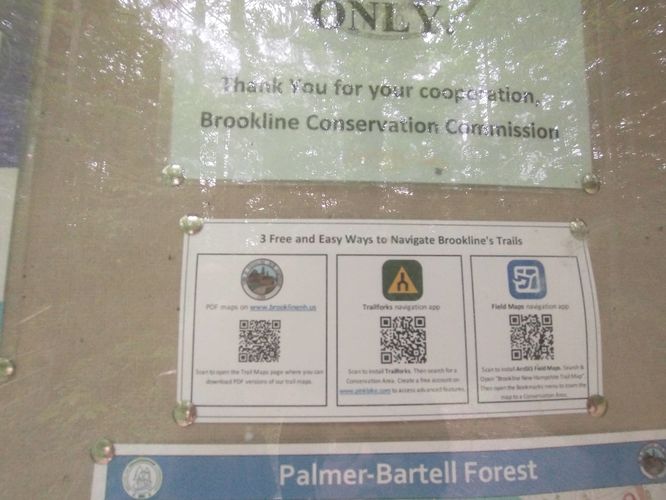 ONLY.
Thank You for your cooperation,
Brookline Conservation Commission
3 Free and Easy Ways to Navigate Brookline's Trails
PDF maps on www.brooklinenh.us
Scan to open the Trail Maps page where you can
download PDF versions of our trail maps.
Trailforks navigation app
Scan to install Trailforks. Then search for a
Conservation Area. Create a free account on
www.pinkbike.com to access advanced features.
Field Maps navigation app
Scan to install ArcGIS Field Maps. Search &
Open "Brookline New Hampshire Trail Map".
Then open the Bookmarks menu to zoom the
map to a Conservation Area.
Palmer-Bartell Forest